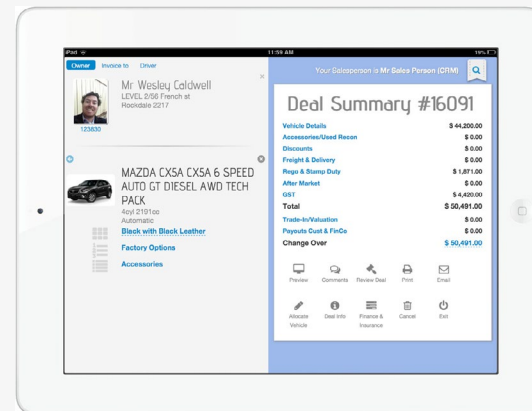 iPad
11:59 AM
19%
Owner
Invoice to
Driver
Mr Wesley Caldwell
LEVEL 2/56 French st
Rockdale 2217
123830
MAZDA CX5A CX5A 6 SPEED
AUTO GT DIESEL AWD TECH
PACK
4cyl 2191cc
Automatic
Black with Black Leather
Factory Options
Accessories
Your Salesperson is Mr Sales Person (CRM)
Deal Summary #16091
Vehicle Details $ 44,200.00
Accessories/Used Recon $ 0.00
Discounts $ 0.00
Freight & Delivery $ 0.00
Rego & Stamp Duty $ 1,871.00
After Market $ 0.00
GST $ 4,420.00
Total $ 50,491.00
Trade-In/Valuation $ 0.00
Payouts Cust & FinCo $ 0.00
Change Over $ 50,491.00
Preview
Comments
Review Deal
Print
Email
Allocate
Vehicle
Deal Info
Finance &
Insurance
Cancel
Exit